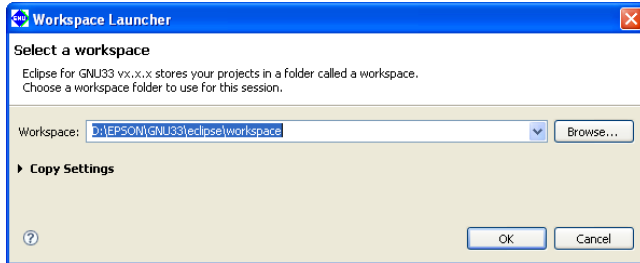 Workspace Launcher
Select a workspace
Eclipse for GNU33 vx.x.x stores your projects in a folder called a workspace.
Choose a workspace folder to use for this session.
Workspace: D:\EPSON\GNU33\eclipse\workspace Browse...
Copy Settings
OK Cancel